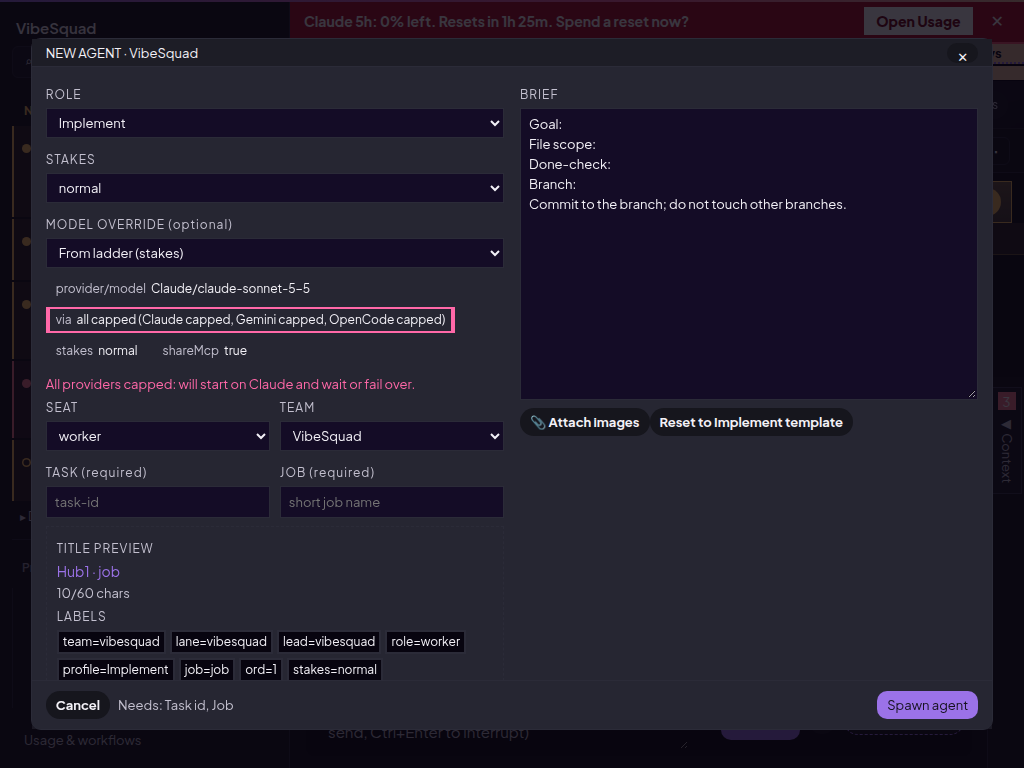 VibeSquad
Claude 5h: 0% left. Resets in 1h 25m. Spend a reset now?
Open Usage
×
NEW AGENT · VibeSquad
×
ROLE
Implement
STAKES
normal
MODEL OVERRIDE (optional)
From ladder (stakes)
provider/model Claude/claude-sonnet-5-5
via all capped (Claude capped, Gemini capped, OpenCode capped)
stakes normal shareMcp true
All providers capped: will start on Claude and wait or fail over.
SEAT
worker
TEAM
VibeSquad
TASK (required)
task-id
JOB (required)
short job name
TITLE PREVIEW
Hub1 · job
10/60 chars
LABELS
team=vibesquad lane=vibesquad lead=vibesquad role=worker
profile=Implement job=job ord=1 stakes=normal
BRIEF
Goal:
File scope:
Done-check:
Branch:
Commit to the branch; do not touch other branches.
Attach images
Reset to Implement template
3
Context
Cancel
Needs: Task id, Job
Spawn agent
Usage & workflows
send, Ctrl+Enter to interrupt)